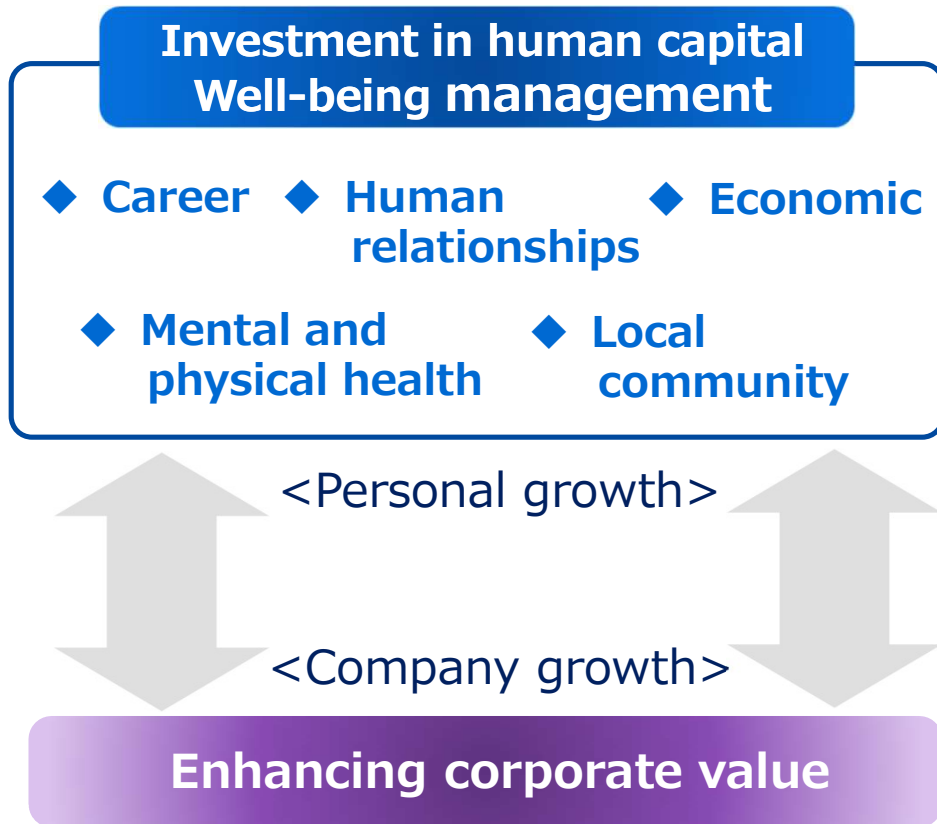 Investment in human capital
Well-being management
◆ Career ◆ Human relationships ◆ Economic
◆ Mental and physical health ◆ Local community
<Personal growth>
<Company growth>
Enhancing corporate value